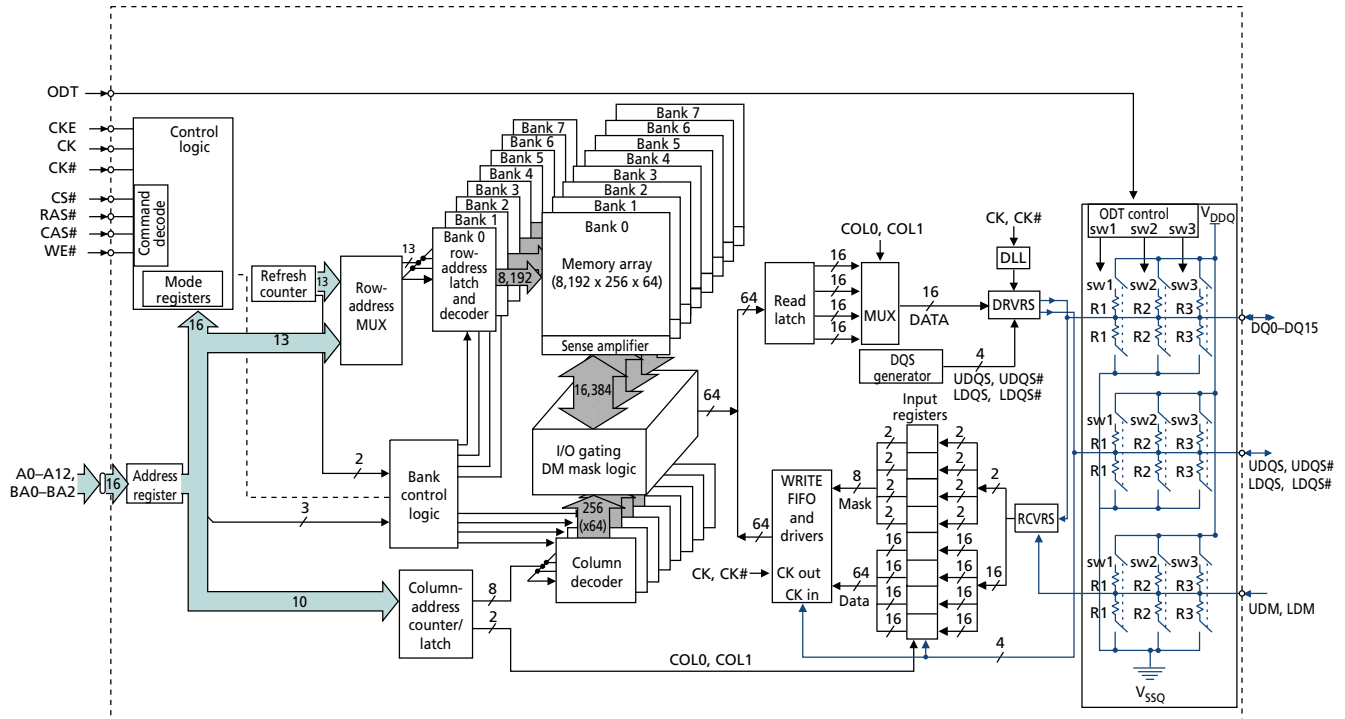 ODT
CKE
CK
CK#
CS#
RAS#
CAS#
WE#
Control
logic
Command
decode
Mode
registers
Refresh
counter
13
16
13
Row-
address
MUX
13
Bank 7
Bank 6
Bank 5
Bank 4
Bank 3
Bank 2
Bank 1
Bank 0
row-
address
latch
and
decoder
8,192
Bank 7
Bank 6
Bank 5
Bank 4
Bank 3
Bank 2
Bank 1
Bank 0
Memory array
(8,192 x 256 x 64)
Sense amplifier
16,384
I/O gating
DM mask logic
64
256
(x64)
Column
decoder
A0–A12,
BA0–BA2
16
Address
register
2
3
Bank
control
logic
10
Column-
address
counter/
latch
8
2
COL0, COL1
64
Read
latch
16
16
16
16
COL0, COL1
MUX
16
DATA
CK, CK#
DLL
DRVRS
DQS
generator
4
UDQS, UDQS#
LDQS, LDQS#
Input
registers
64
WRITE
FIFO
and
drivers
CK out
CK in
CK, CK#
8
Mask
64
Data
2
2
2
2
16
16
16
16
2
2
2
2
16
16
16
16
2
16
RCVRS
4
ODT control
sw1 sw2 sw3
VDDQ
sw1 sw2 sw3
R1 R2 R3
R1 R2 R3
sw1 sw2 sw3
R1 R2 R3
R1 R2 R3
sw1 sw2 sw3
R1 R2 R3
R1 R2 R3
VSSQ
DQ0–DQ15
UDQS, UDQS#
LDQS, LDQS#
UDM, LDM